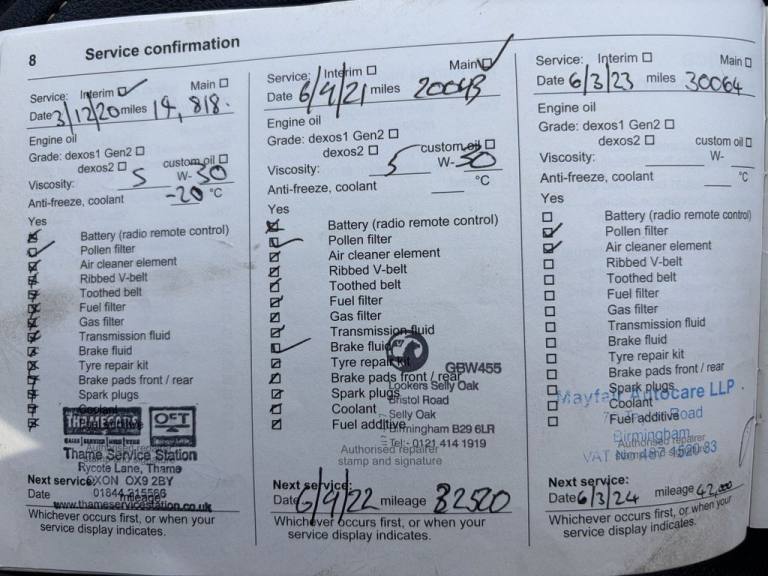 8 Service confirmation
Service: Interim ☑ Main ☐
Date 3/12/20 miles 14,818.
Engine oil
Grade: dexos1 Gen2 ☐
dexos2 ☐ custom oil ☐
Viscosity: 5 W-30
Anti-freeze, coolant -20 °C
Yes
Battery (radio remote control)
Pollen filter
Air cleaner element
Ribbed V-belt
Toothed belt
Fuel filter
Gas filter
Transmission fluid
Brake fluid
Tyre repair kit
Brake pads front / rear
Spark plugs
Coolant
Fuel additive
Thame Service Station
Rycote Lane, Thame
OXON OX9 2BY
Next service:
Date mileage
www.thameservicestation.co.uk
Whichever occurs first, or when your
service display indicates.
Service: Interim ☐ Main ☑
Date 6/9/21 miles
Engine oil
Grade: dexos1 Gen2 ☐
dexos2 ☐ custom oil ☐
Viscosity: 5 W-30
Anti-freeze, coolant °C
Yes
Battery (radio remote control)
Pollen filter
Air cleaner element
Ribbed V-belt
Toothed belt
Fuel filter
Gas filter
Transmission fluid
Brake fluid
Tyre repair kit
Brake pads front / rear
Spark plugs
Coolant
Fuel additive
GBW455
Lookers Selly Oak
Bristol Road
Selly Oak
Birmingham B29 6LR
Tel: 0121 414 1919
Authorised repairer
stamp and signature
Next service:
Date 6/9/22 mileage 32520
Whichever occurs first, or when your
service display indicates.
Service: Interim ☐ Main ☐
Date 6/3/23 miles 30064
Engine oil
Grade: dexos1 Gen2 ☐
dexos2 ☐ custom oil ☐
Viscosity: W-
Anti-freeze, coolant °C
Yes
Battery (radio remote control)
Pollen filter
Air cleaner element
Ribbed V-belt
Toothed belt
Fuel filter
Gas filter
Transmission fluid
Brake fluid
Tyre repair kit
Brake pads front / rear
Spark plugs
Coolant
Fuel additive
Mayfair Autocare LLP
Road
Birmingham
Authorised repairer
VAT
Next service:
Date 6/3/24 mileage 42,000
Whichever occurs first, or when your
service display indicates.